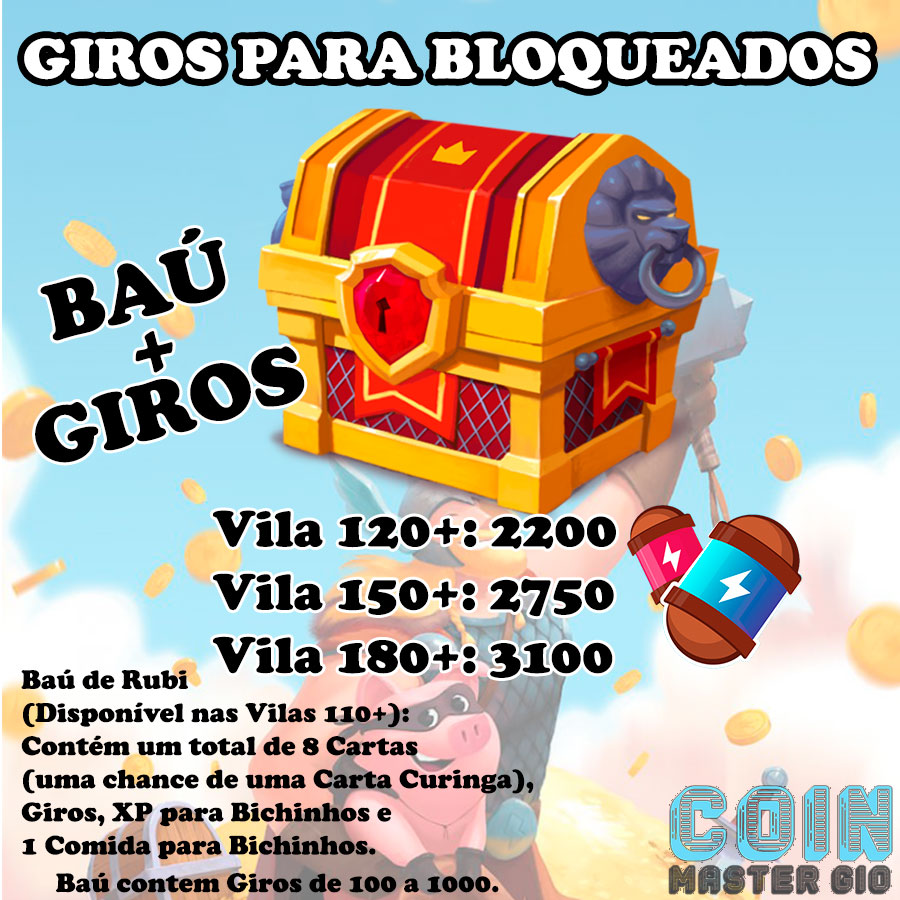 GIROS PARA BLOQUEADOS
BAÚ
+
GIROS
Vila 120+: 2200
Vila 150+: 2750
Vila 180+: 3100
Baú de Rubi
(Disponível nas Vilas 110+):
Contém um total de 8 Cartas
(uma chance de uma Carta Curinga),
Giros, XP para Bichinhos e
1 Comida para Bichinhos.
Baú contem Giros de 100 a 1000.
COIN
MASTER GIO